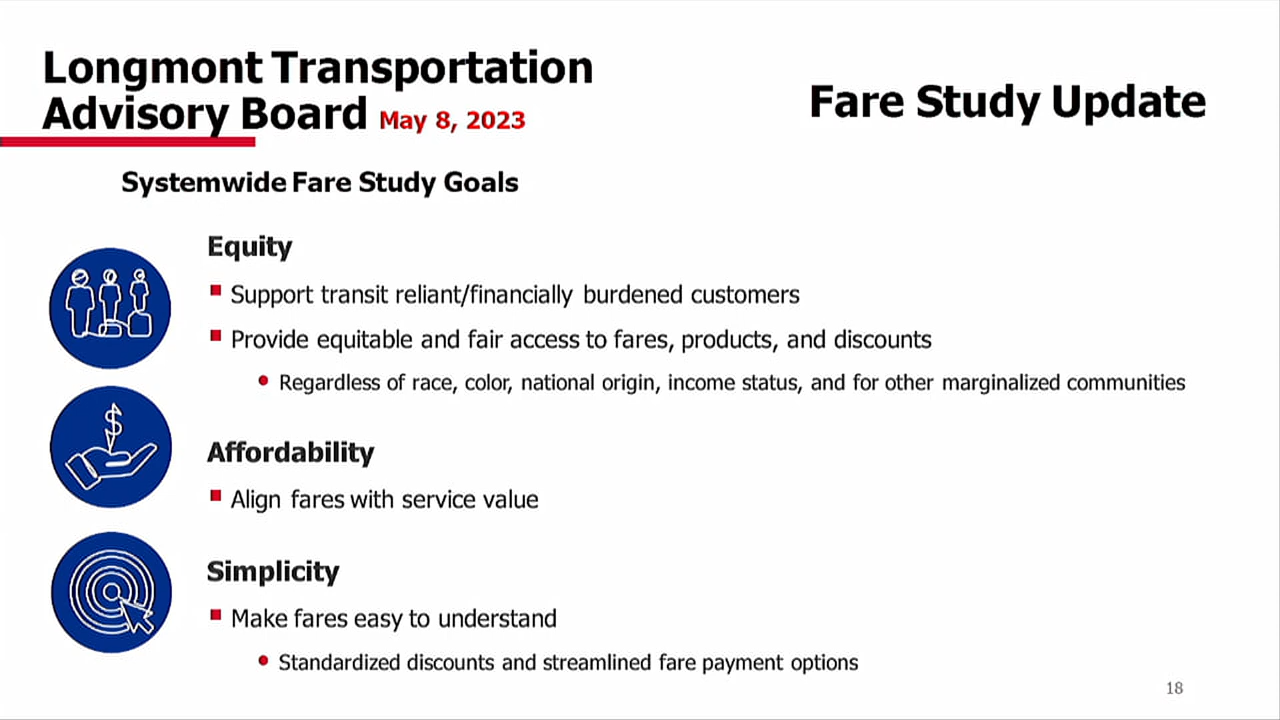 Longmont Transportation
Advisory Board May 8, 2023
Fare Study Update
Systemwide Fare Study Goals
Equity
Support transit reliant/financially burdened customers
Provide equitable and fair access to fares, products, and discounts
Regardless of race, color, national origin, income status, and for other marginalized communities
Affordability
$
Align fares with service value
Simplicity
Make fares easy to understand
Standardized discounts and streamlined fare payment options
18